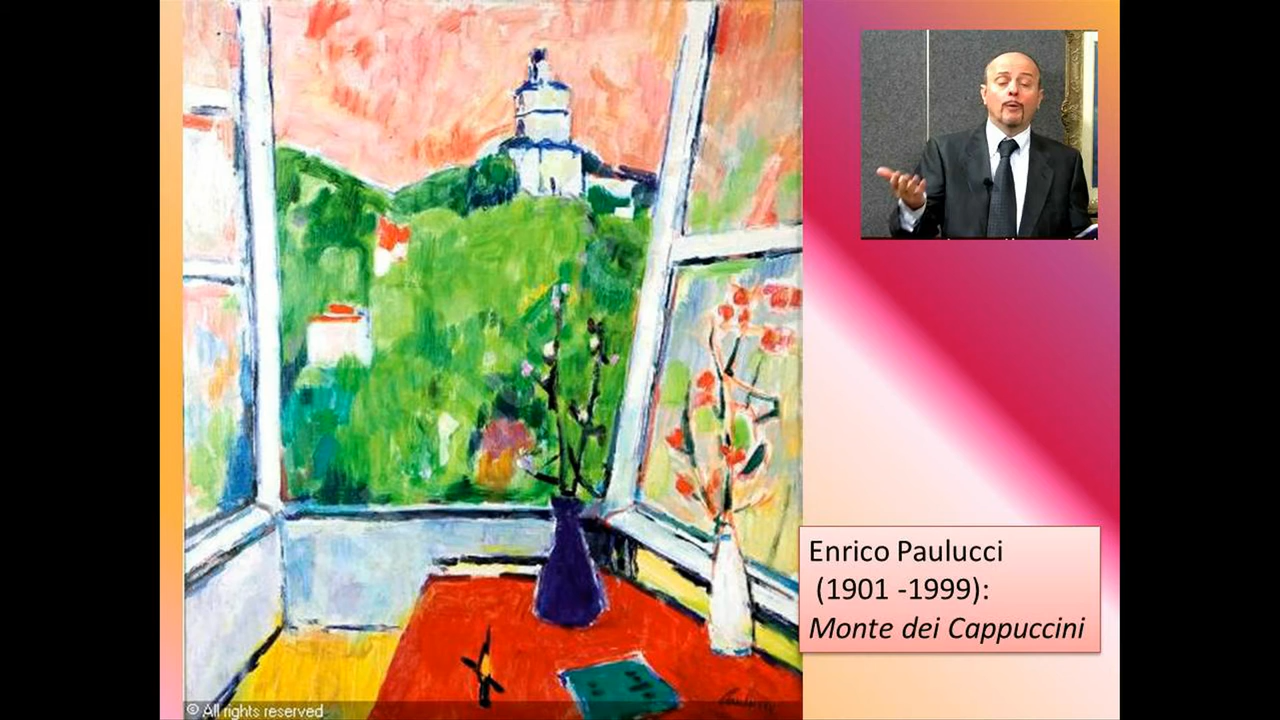 Enrico Paulucci
(1901 -1999):
Monte dei Cappuccini
© All rights reserved